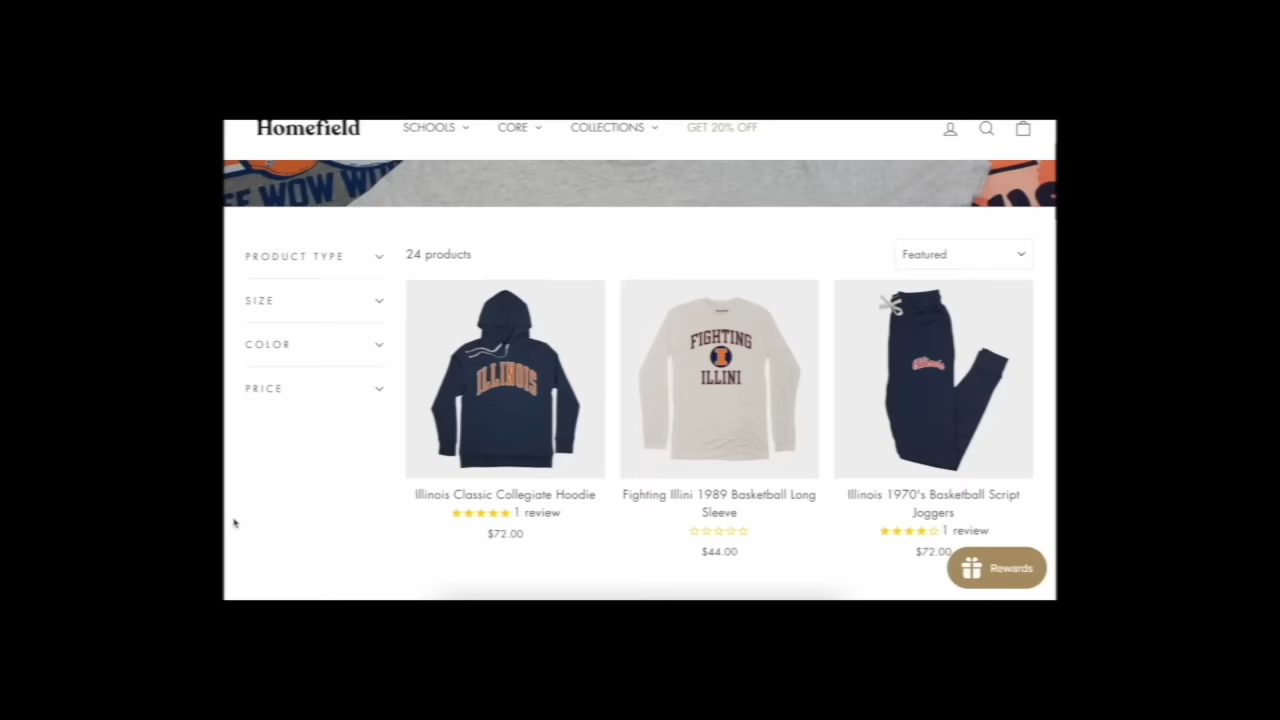 Homefield
SCHOOLS
CORE
COLLECTIONS
GET 20% OFF
WOW
PRODUCT TYPE
SIZE
COLOR
PRICE
24 products
Featured
ILLINOIS
FIGHTING
I
ILLINI
Illinois
Illinois Classic Collegiate Hoodie
1 review
$72.00
Fighting Illini 1989 Basketball Long
Sleeve
$44.00
Illinois 1970's Basketball Script
Joggers
1 review
$72.00
Rewards